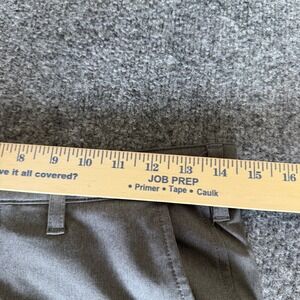 8 9 10 11 12 13 14 15 16
ve it all covered?
JOB PREP
• Primer • Tape • Caulk